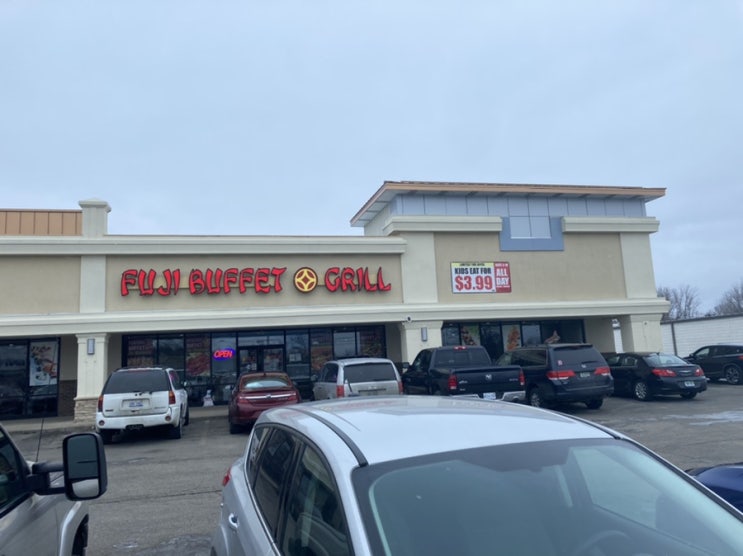 FUJI BUFFET GRILL
KIDS EAT FOR
$3.99
ALL
DAY
OPEN